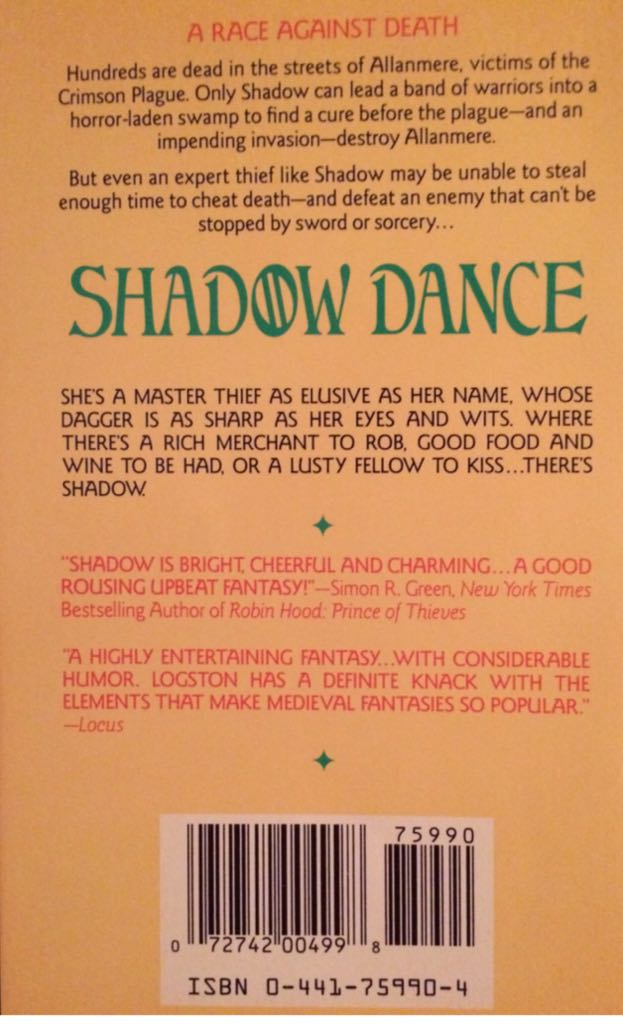 A RACE AGAINST DEATH
Hundreds are dead in the streets of Allanmere, victims of the
Crimson Plague. Only Shadow can lead a band of warriors into a
horror-laden swamp to find a cure before the plague—and an
impending invasion—destroy Allanmere.
But even an expert thief like Shadow may be unable to steal
enough time to cheat death—and defeat an enemy that can't be
stopped by sword or sorcery...
SHADOW DANCE
SHE'S A MASTER THIEF AS ELUSIVE AS HER NAME, WHOSE
DAGGER IS AS SHARP AS HER EYES AND WITS. WHERE
THERE'S A RICH MERCHANT TO ROB, GOOD FOOD AND
WINE TO BE HAD, OR A LUSTY FELLOW TO KISS...THERE'S
SHADOW.
"SHADOW IS BRIGHT, CHEERFUL AND CHARMING...A GOOD
ROUSING UPBEAT FANTASY!"—Simon R. Green, New York Times
Bestselling Author of Robin Hood: Prince of Thieves
"A HIGHLY ENTERTAINING FANTASY...WITH CONSIDERABLE
HUMOR. LOGSTON HAS A DEFINITE KNACK WITH THE
ELEMENTS THAT MAKE MEDIEVAL FANTASIES SO POPULAR."
—Locus
75990
0 72742 00499 8
ISBN 0-441-75990-4